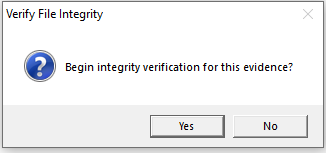 Verify File Integrity
Begin integrity verification for this evidence?
Yes
No